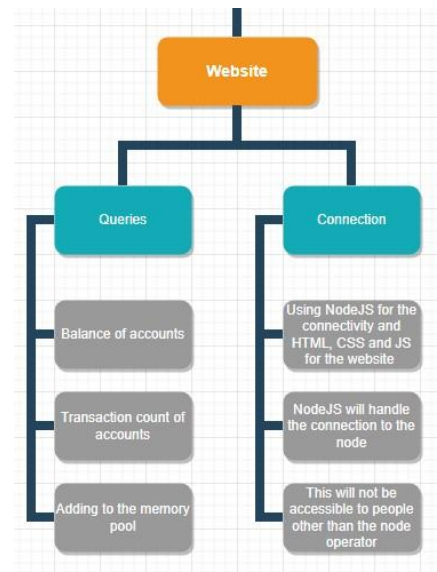 Website
Queries
Connection
Balance of accounts
Transaction count of
accounts
Adding to the memory
pool
Using NodeJS for the
connectivity and
HTML, CSS and JS
for the website
NodeJS will handle
the connection to the
node
This will not be
accessible to people
other than the node
operator